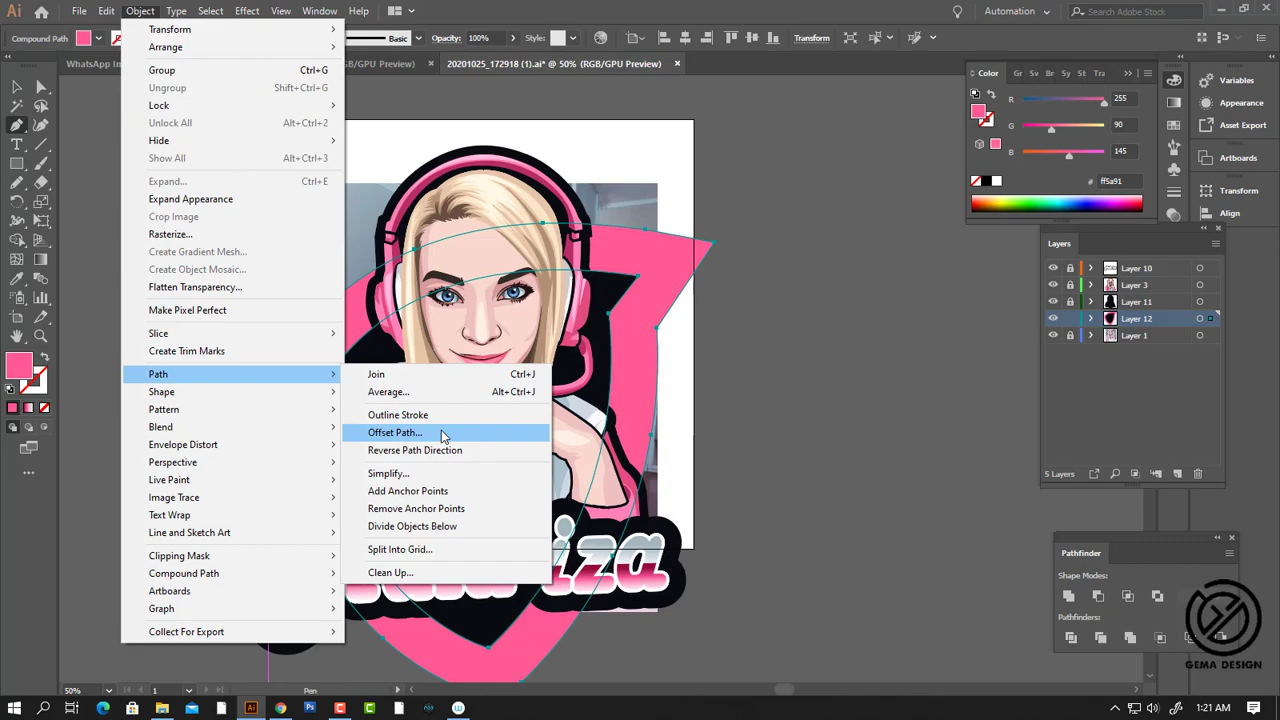 Ai
File Edit Object Type Select Effect View Window Help
Automation
Search Adobe Stock
Compound Path
Basic
Opacity: 100%
Style:
Transform
WhatsApp Im
RGB/GPU Preview)
20201025_172918 (1).ai* @ 50% (RGB/GPU Preview)
Transform
Arrange
Group Ctrl+G
Ungroup Shift+Ctrl+G
Lock
Unlock All Alt+Ctrl+2
Hide
Show All Alt+Ctrl+3
Expand... Ctrl+E
Expand Appearance
Crop Image
Rasterize...
Create Gradient Mesh...
Create Object Mosaic...
Flatten Transparency...
Make Pixel Perfect
Slice
Create Trim Marks
Path
Shape
Pattern
Blend
Envelope Distort
Perspective
Live Paint
Image Trace
Text Wrap
Line and Sketch Art
Clipping Mask
Compound Path
Artboards
Graph
Collect For Export
Join Ctrl+J
Average... Alt+Ctrl+J
Outline Stroke
Offset Path...
Reverse Path Direction
Simplify...
Add Anchor Points
Remove Anchor Points
Divide Objects Below
Split Into Grid...
Clean Up...
iza
Color Gr Sv Br Sy St Tra
R 255
G 90
B 145
# ff5a91
Variables
Appearance
Asset Export
Artboards
Transform
Align
Layers
Layer 10
Layer 3
Layer 11
Layer 12
Layer 1
5 Layers
Pathfinder
Shape Modes:
Pathfinders:
GEMA DESIGN
50% 1 Pen
Ai Ps
1:21 AM